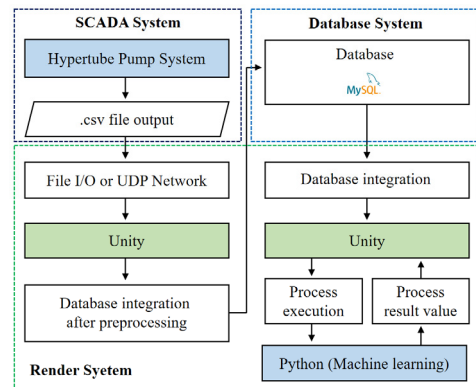 SCADA System
Hypertube Pump System
.csv file output
File I/O or UDP Network
Unity
Database integration
after preprocessing
Render Syetem
Database System
Database
MySQL
Database integration
Unity
Process
execution
Process
result value
Python (Machine learning)